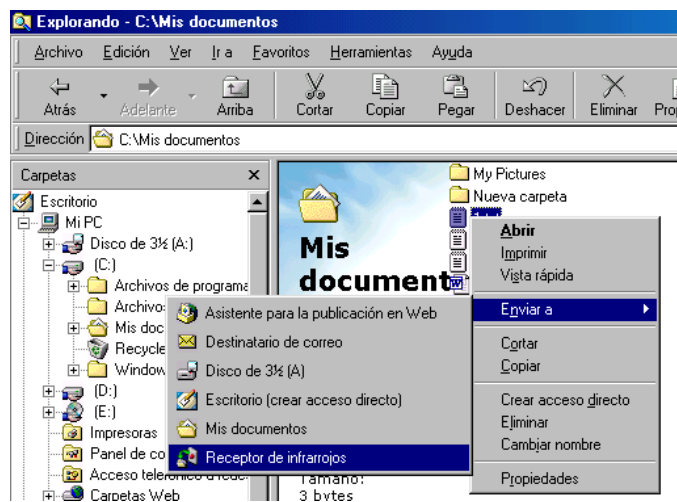 Explorando - C:\Mis documentos
Archivo Edición Ver Ir a Favoritos Herramientas Ayuda
Atrás Adelante Arriba Cortar Copiar Pegar Deshacer Eliminar
Dirección C:\Mis documentos
Carpetas
Escritorio
Mi PC
Disco de 3½ (A:)
(C:)
Archivos de programa
Archivo
Mis doc
Recycle
Window
(D:)
(E:)
Impresoras
Panel de co
Acceso telefónico a rede
Carpetas Web
Mis
document
My Pictures
Nueva carpeta
Tamaño:
3 bytes
Abrir
Imprimir
Vista rápida
Enviar a
Cortar
Copiar
Crear acceso directo
Eliminar
Cambiar nombre
Propiedades
Asistente para la publicación en Web
Destinatario de correo
Disco de 3½ (A)
Escritorio (crear acceso directo)
Mis documentos
Receptor de infrarrojos